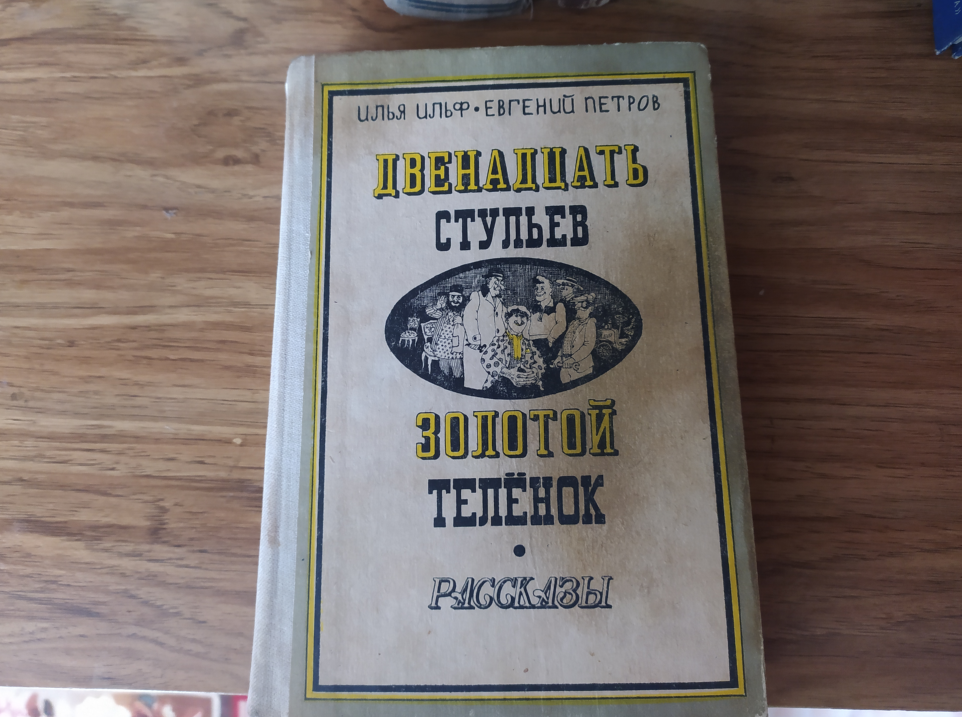 ИЛЬЯ ИЛЬФ • ЕВГЕНИЙ ПЕТРОВ
ДВЕНАДЦАТЬ
СТУЛЬЕВ
ЗОЛОТОЙ
ТЕЛЁНОК
•
РАССКАЗЫ